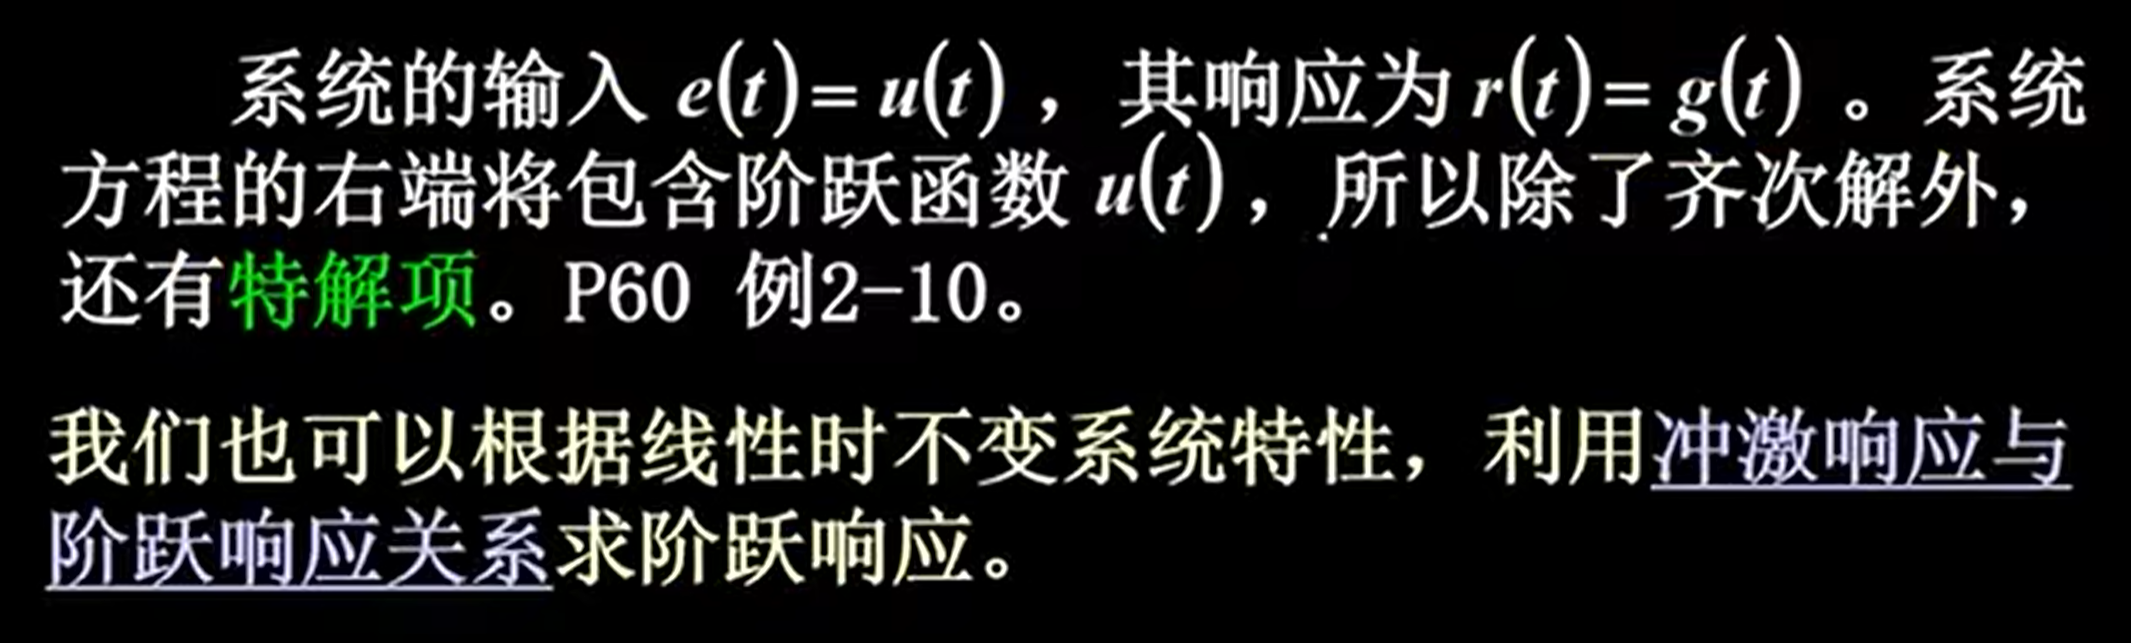 系统的输入 e(t)= u(t) ，其响应为 r(t)= g(t) 。系统
方程的右端将包含阶跃函数 u(t)，所以除了齐次解外，
还有特解项。P60 例2-10。
我们也可以根据线性时不变系统特性，利用冲激响应与
阶跃响应关系求阶跃响应。